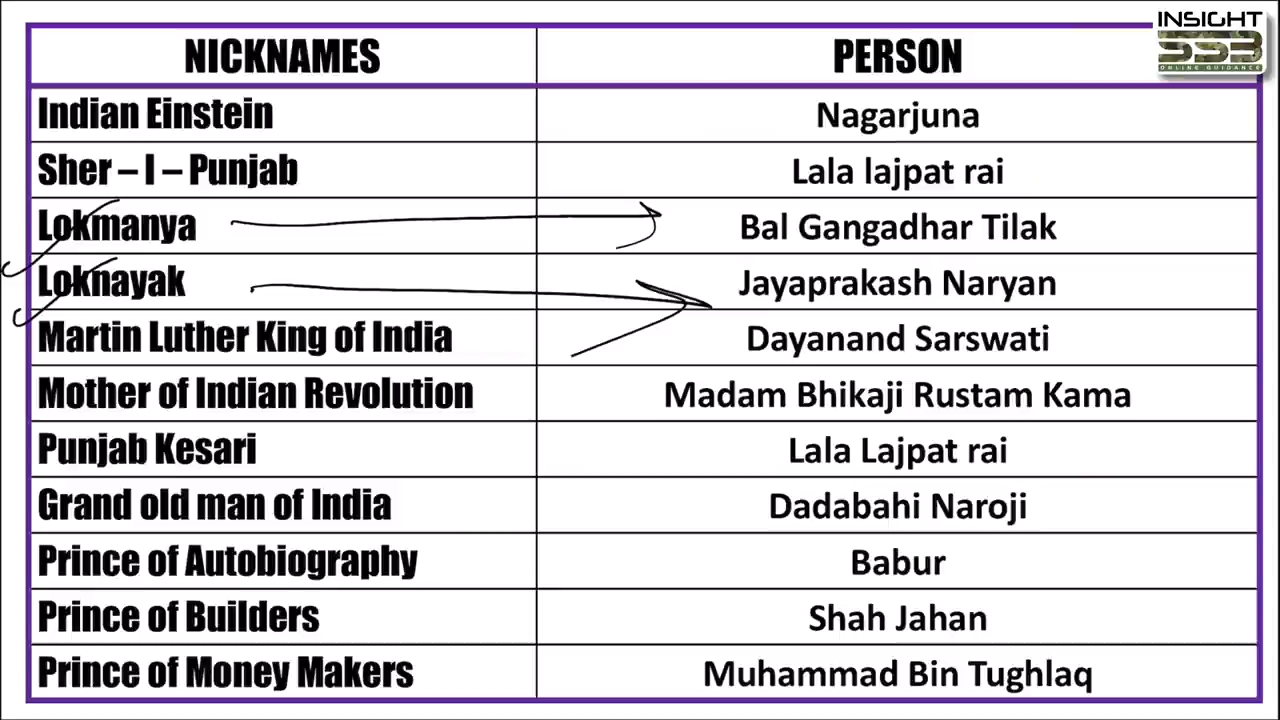 INSIGHT
SSB
ONLINE GUIDANCE
NICKNAMES PERSON
Indian Einstein Nagarjuna
Sher – I – Punjab Lala lajpat rai
Lokmanya Bal Gangadhar Tilak
Loknayak Jayaprakash Naryan
Martin Luther King of India Dayanand Sarswati
Mother of Indian Revolution Madam Bhikaji Rustam Kama
Punjab Kesari Lala Lajpat rai
Grand old man of India Dadabahi Naroji
Prince of Autobiography Babur
Prince of Builders Shah Jahan
Prince of Money Makers Muhammad Bin Tughlaq